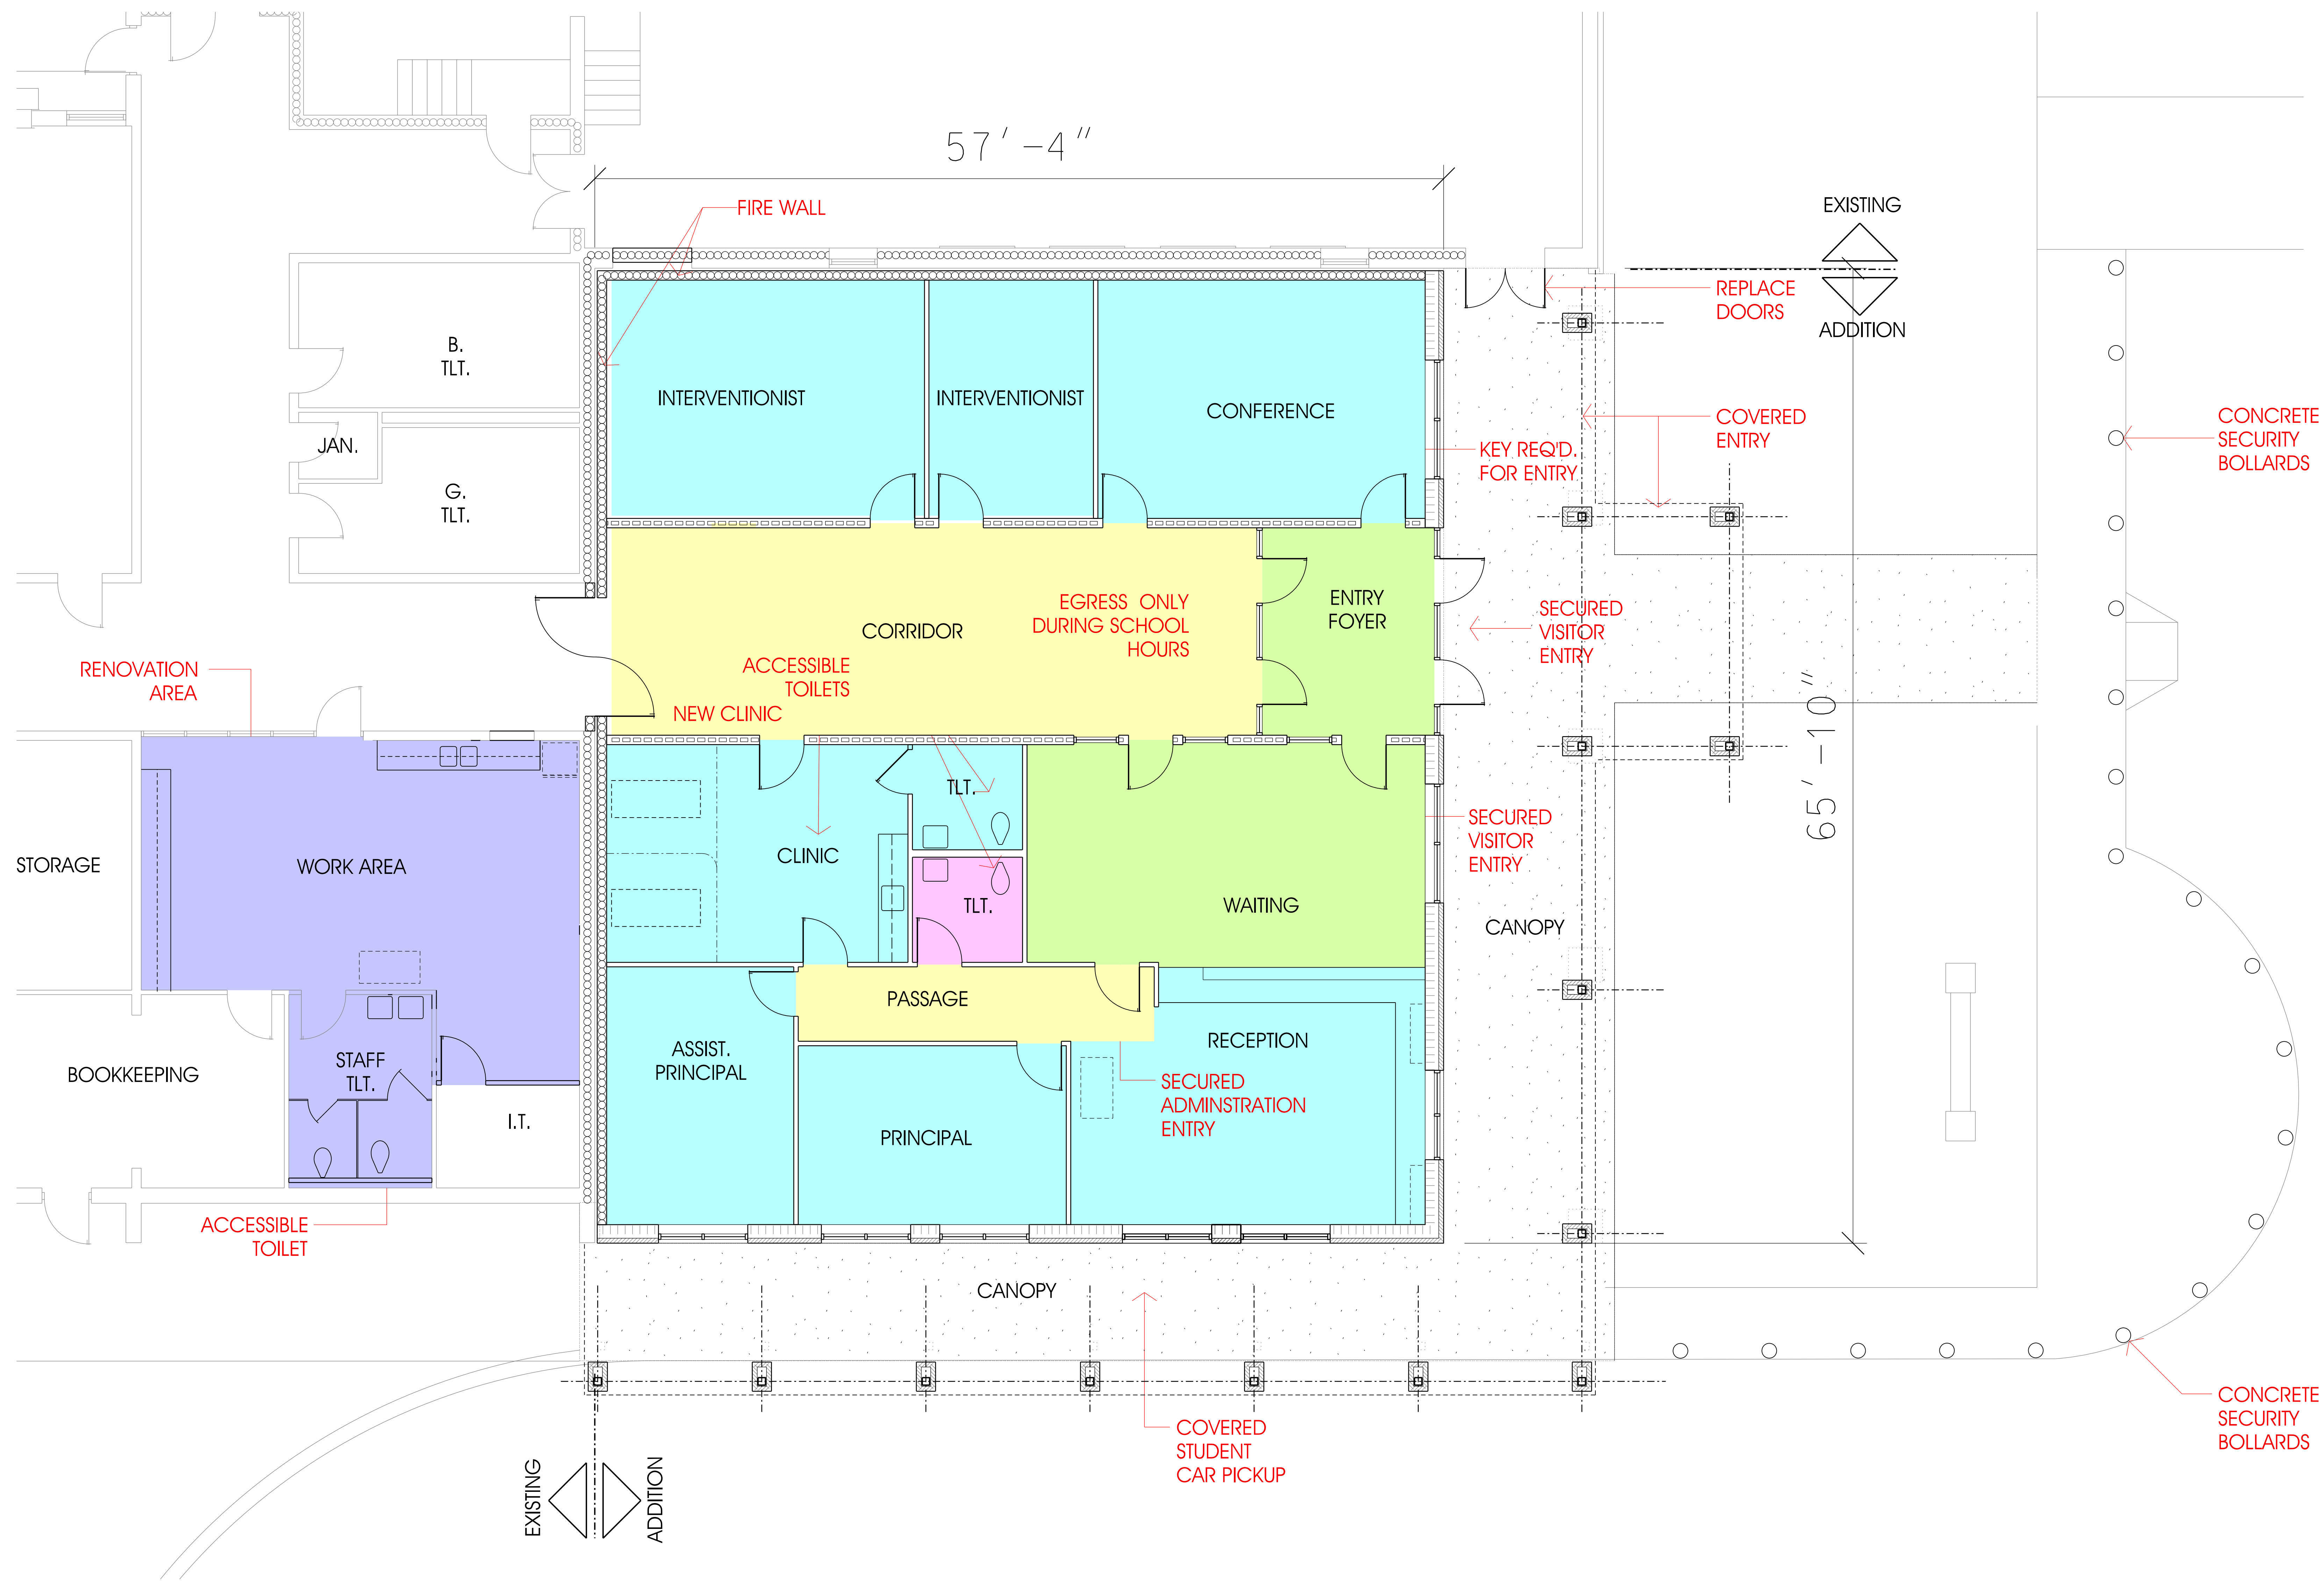 57'-4"
FIRE WALL
EXISTING
ADDITION
REPLACE
DOORS
B.
TLT.
INTERVENTIONIST
INTERVENTIONIST
CONFERENCE
COVERED
ENTRY
CONCRETE
SECURITY
BOLLARDS
JAN.
KEY REQ'D.
FOR ENTRY
G.
TLT.
EGRESS ONLY
DURING SCHOOL
HOURS
ENTRY
FOYER
SECURED
VISITOR
ENTRY
CORRIDOR
RENOVATION
AREA
ACCESSIBLE
TOILETS
NEW CLINIC
65'-10"
TLT.
SECURED
VISITOR
ENTRY
STORAGE
WORK AREA
CLINIC
TLT.
WAITING
CANOPY
PASSAGE
RECEPTION
ASSIST.
PRINCIPAL
STAFF
TLT.
BOOKKEEPING
SECURED
ADMINSTRATION
ENTRY
I.T.
PRINCIPAL
ACCESSIBLE
TOILET
CANOPY
COVERED
STUDENT
CAR PICKUP
CONCRETE
SECURITY
BOLLARDS
EXISTING
ADDITION